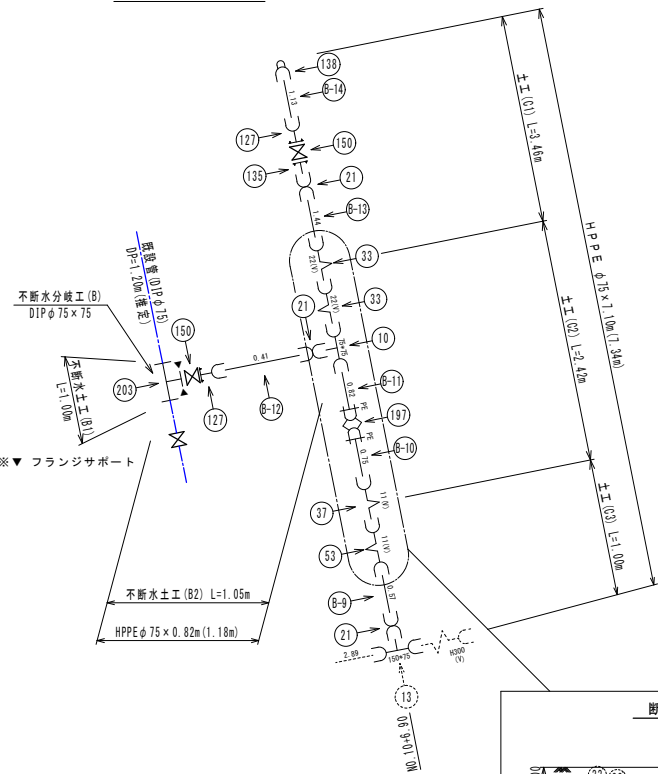 138
1.13
B-14
127
150
135
21
1.44
B-13
土工(C1) L=3.46m
HPPE φ75×7.10m(7.34m)
22(V)
33
22(V)
33
土工(C2) L=2.42m
既設管(DIPφ75)
DP=1.20m(推定)
不断水分岐工(B)
DIPφ75×75
150
21
10
75*75
0.41
203
127
B-12
不断水土工(B1)
L=1.00m
0.82
B-11
PE
197
PE
B-10
0.75
※▼ フランジサポート
37
11(V)
土工(C3) L=1.00m
53
11(V)
不断水土工(B2) L=1.05m
0.57
B-9
HPPEφ75×0.82m(1.18m)
21
2.89
150*75
H300
(V)
13
NO.10+6.90
断